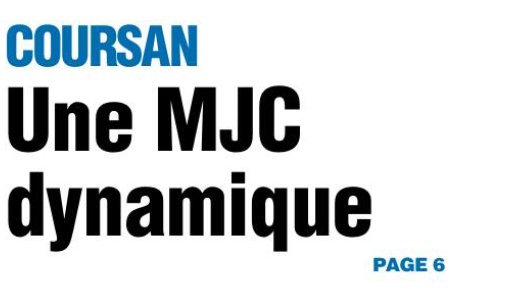 COURSAN
Une MJC
dynamique
PAGE 6